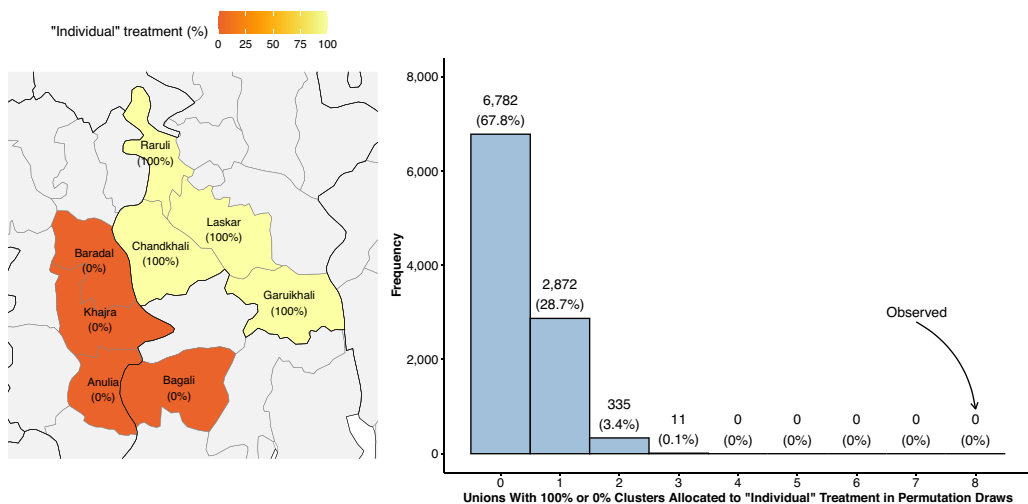 "Individual" treatment (%)
0 25 50 75 100
Raruli
(100%)
Laskar
(100%)
Chandkhali
(100%)
Baradal
(0%)
Garuikhali
(100%)
Khajra
(0%)
Anulia
(0%)
Bagali
(0%)
Frequency
8,000
6,000
4,000
2,000
0
6,782
(67.8%)
2,872
(28.7%)
335
(3.4%)
11
(0.1%)
0
(0%)
0
(0%)
0
(0%)
0
(0%)
0
(0%)
Observed
0 1 2 3 4 5 6 7 8
Unions With 100% or 0% Clusters Allocated to "Individual" Treatment in Permutation Draws